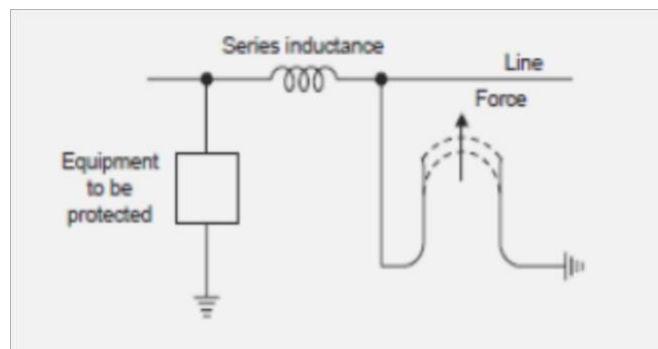 Series inductance
Line
Force
Equipment
to be
protected